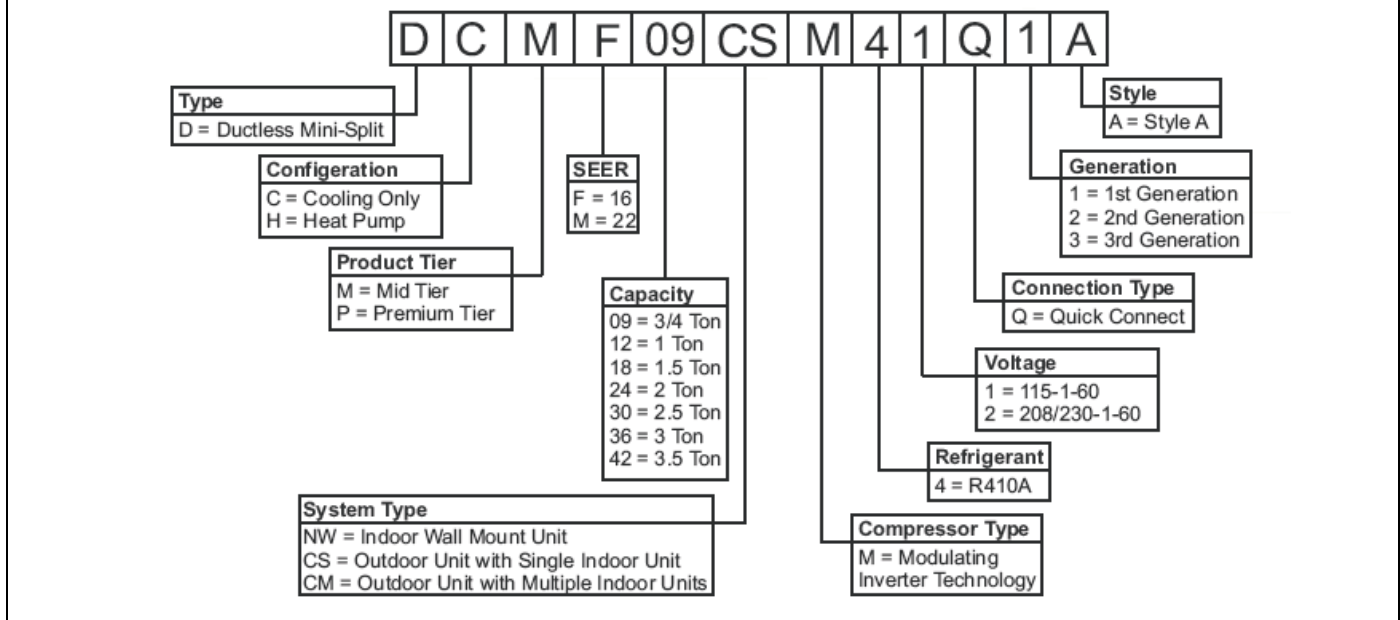 D C M F 09 CS M 4 1 Q 1 A
Type
D = Ductless Mini-Split
Configeration
C = Cooling Only
H = Heat Pump
Product Tier
M = Mid Tier
P = Premium Tier
SEER
F = 16
M = 22
Capacity
09 = 3/4 Ton
12 = 1 Ton
18 = 1.5 Ton
24 = 2 Ton
30 = 2.5 Ton
36 = 3 Ton
42 = 3.5 Ton
System Type
NW = Indoor Wall Mount Unit
CS = Outdoor Unit with Single Indoor Unit
CM = Outdoor Unit with Multiple Indoor Units
Style
A = Style A
Generation
1 = 1st Generation
2 = 2nd Generation
3 = 3rd Generation
Connection Type
Q = Quick Connect
Voltage
1 = 115-1-60
2 = 208/230-1-60
Refrigerant
4 = R410A
Compressor Type
M = Modulating
Inverter Technology